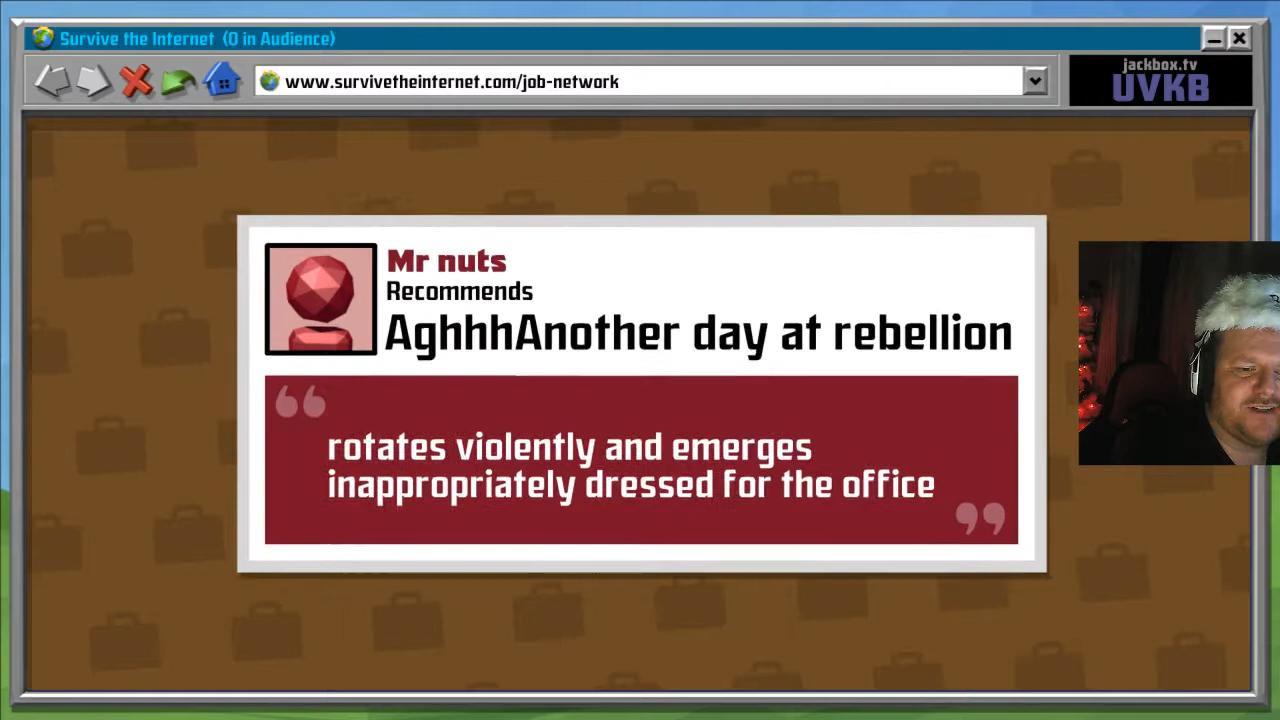 Survive the Internet (0 in Audience)
www.survivetheinternet.com/job-network
jackbox.tv
UVKB
Mr nuts
Recommends
AghhhAnother day at rebellion
“
rotates violently and emerges
inappropriately dressed for the office
”